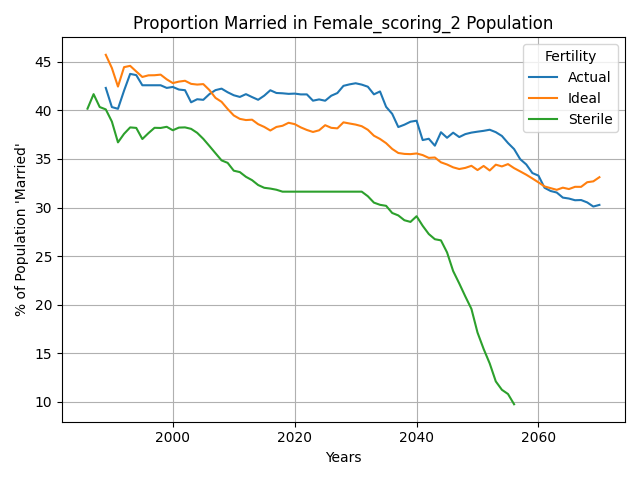 Proportion Married in Female_scoring_2 Population
% of Population 'Married'
45
40
35
30
25
20
15
10
Fertility
Actual
Ideal
Sterile
2000
2020
2040
2060
Years